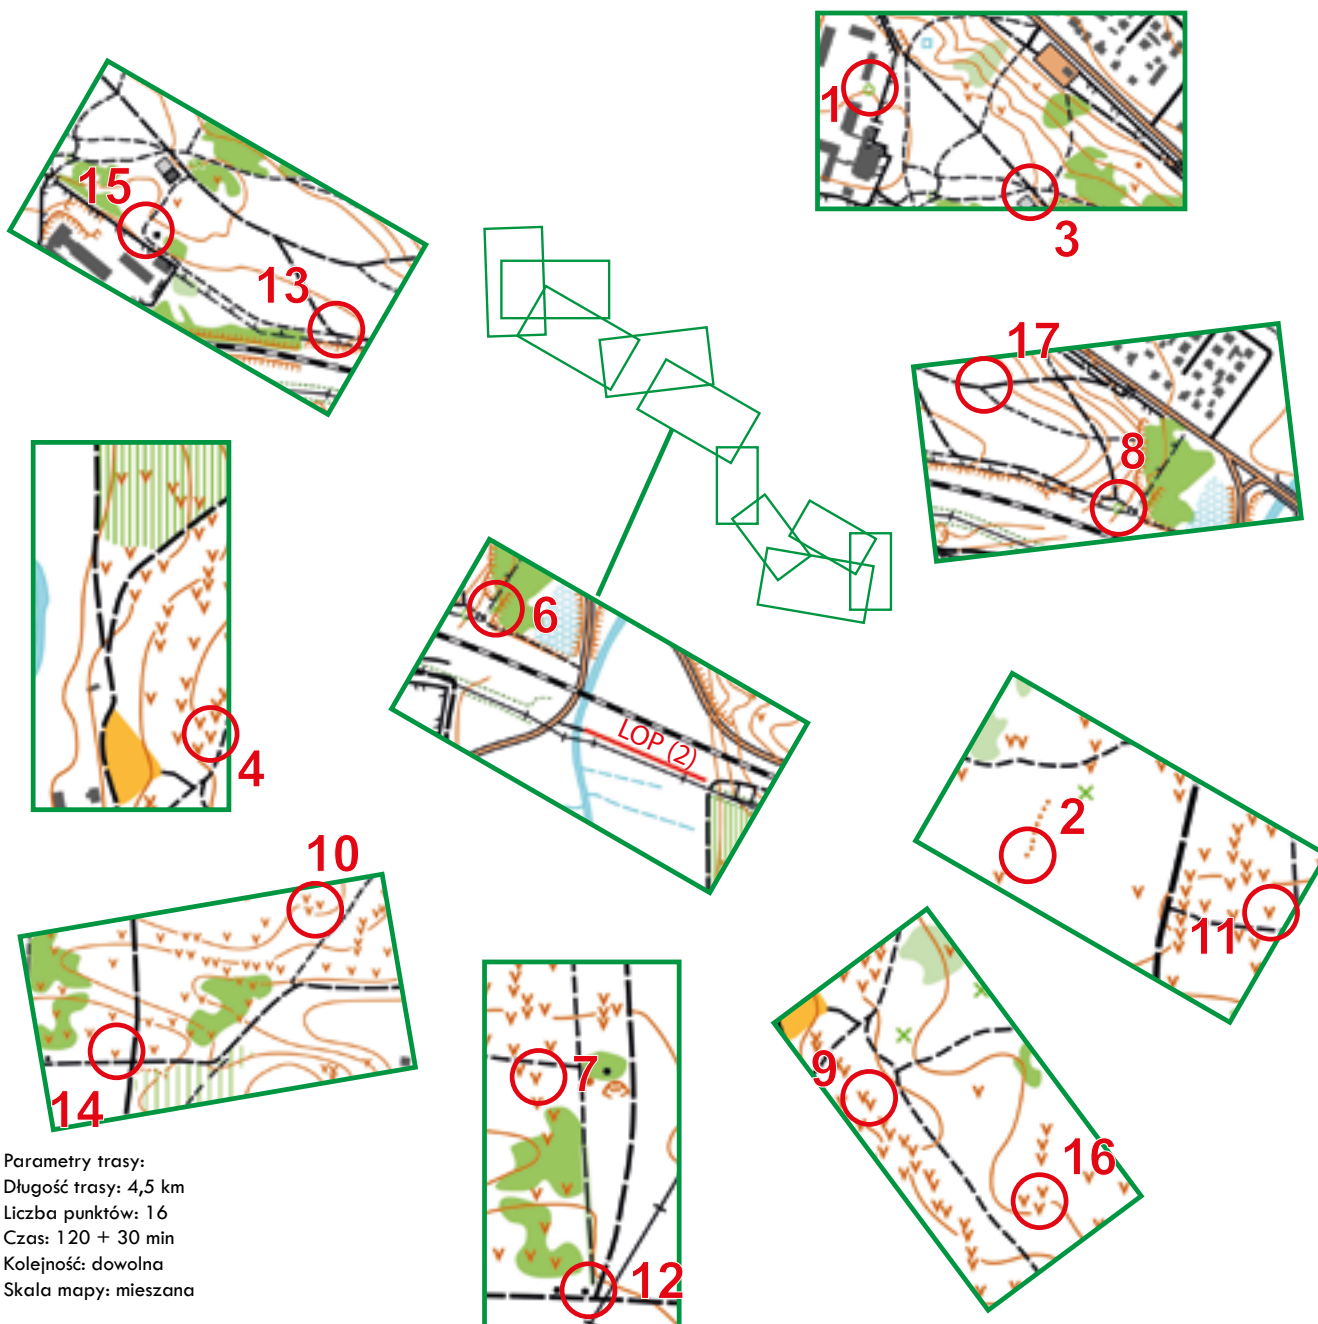 1
3
15
13
17
8
6
LOP (2)
4
2
11
10
14
9
16
7
12
Parametry trasy:
Długość trasy: 4,5 km
Liczba punktów: 16
Czas: 120 + 30 min
Kolejność: dowolna
Skala mapy: mieszana